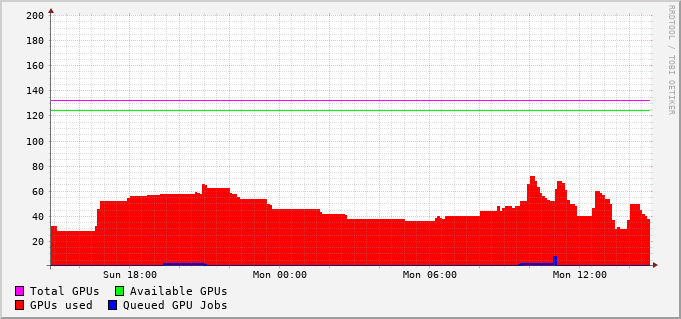 200
180
160
140
120
100
80
60
40
20
Sun 18:00 Mon 00:00 Mon 06:00 Mon 12:00
Total GPUs Available GPUs
GPUs used Queued GPU Jobs
RRDTOOL / TOBI OETIKER